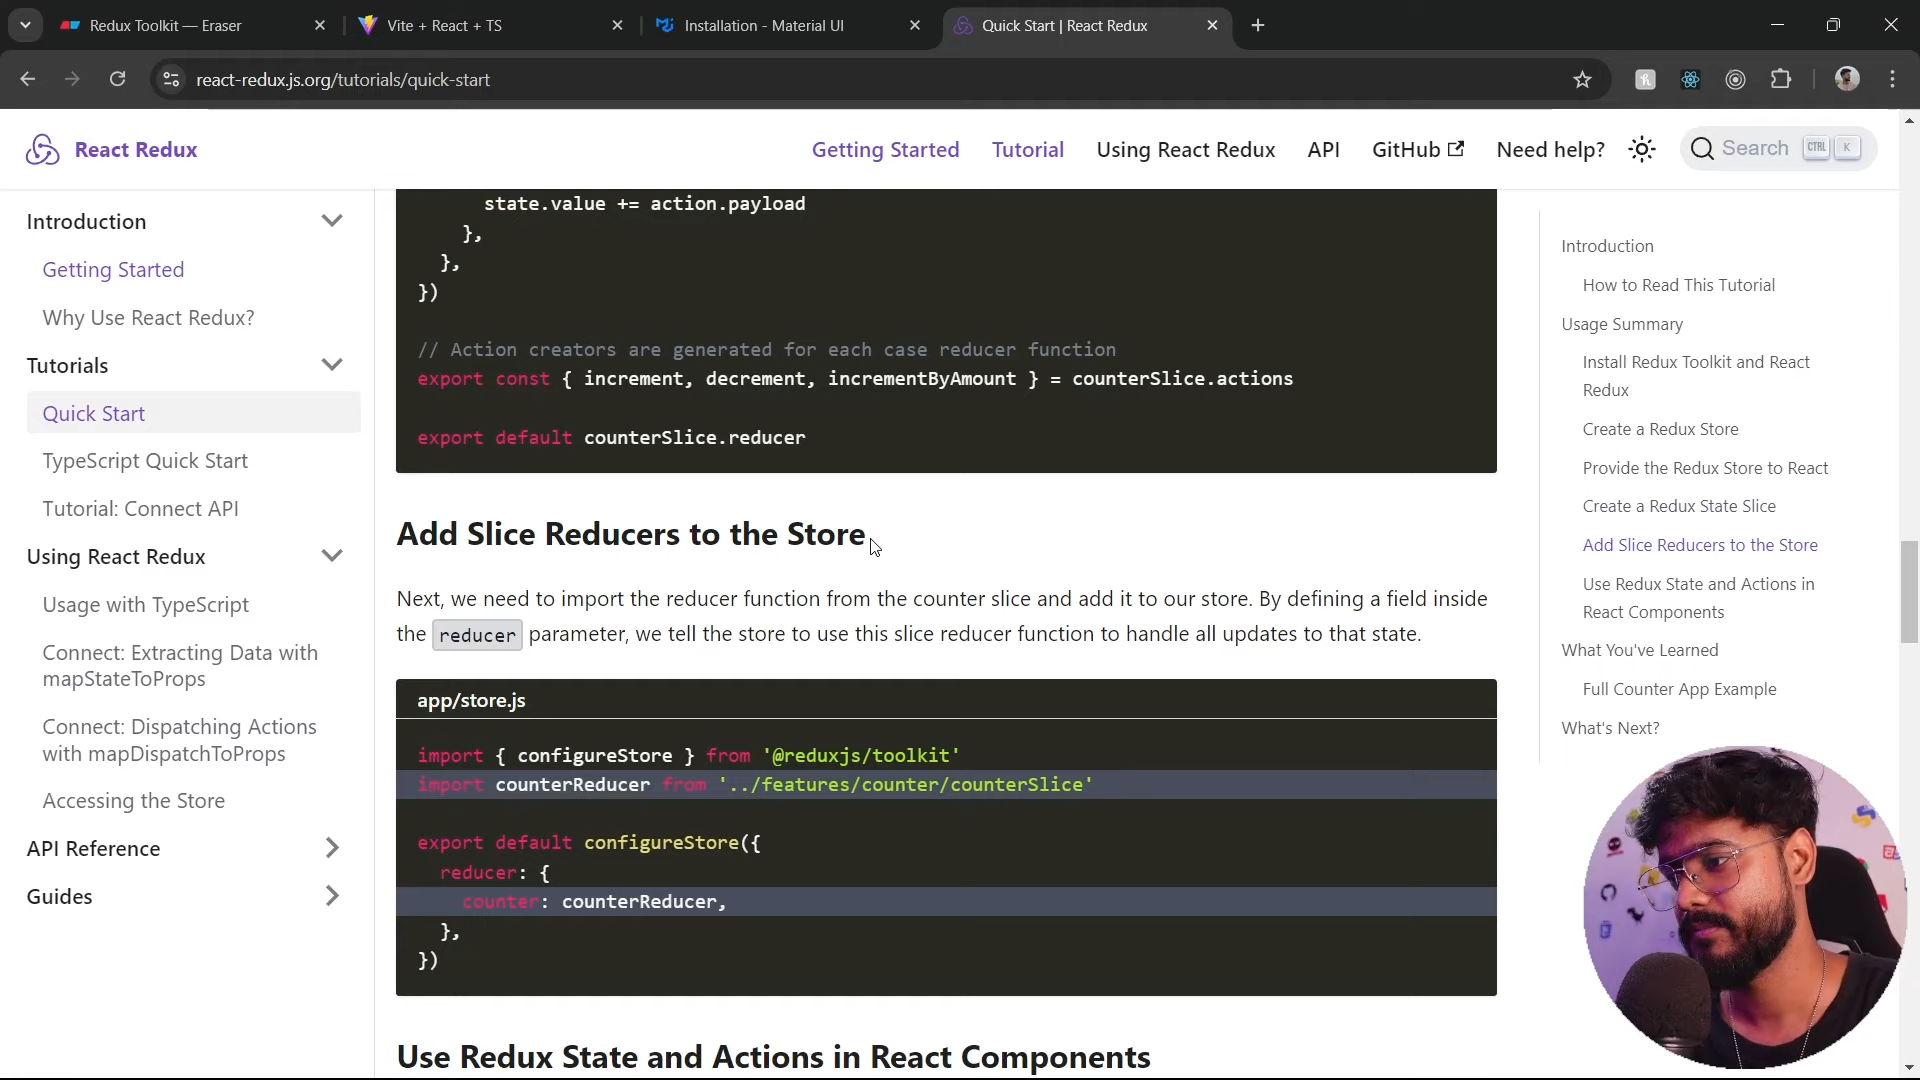 Redux Toolkit — Eraser
Vite + React + TS
Installation - Material UI
Quick Start | React Redux
react-redux.js.org/tutorials/quick-start
React Redux
Getting Started
Tutorial
Using React Redux
API
GitHub
Need help?
Search
CTRL
K
Introduction
Getting Started
Why Use React Redux?
Tutorials
Quick Start
TypeScript Quick Start
Tutorial: Connect API
Using React Redux
Usage with TypeScript
Connect: Extracting Data with
mapStateToProps
Connect: Dispatching Actions
with mapDispatchToProps
Accessing the Store
API Reference
Guides
state.value += action.payload
},
},
})
// Action creators are generated for each case reducer function
export const { increment, decrement, incrementByAmount } = counterSlice.actions
export default counterSlice.reducer
Add Slice Reducers to the Store
Next, we need to import the reducer function from the counter slice and add it to our store. By defining a field inside
the reducer parameter, we tell the store to use this slice reducer function to handle all updates to that state.
app/store.js
import { configureStore } from '@reduxjs/toolkit'
import counterReducer from '../features/counter/counterSlice'
export default configureStore({
reducer: {
counter: counterReducer,
},
})
Use Redux State and Actions in React Components
Introduction
How to Read This Tutorial
Usage Summary
Install Redux Toolkit and React
Redux
Create a Redux Store
Provide the Redux Store to React
Create a Redux State Slice
Add Slice Reducers to the Store
Use Redux State and Actions in
React Components
What You've Learned
Full Counter App Example
What's Next?